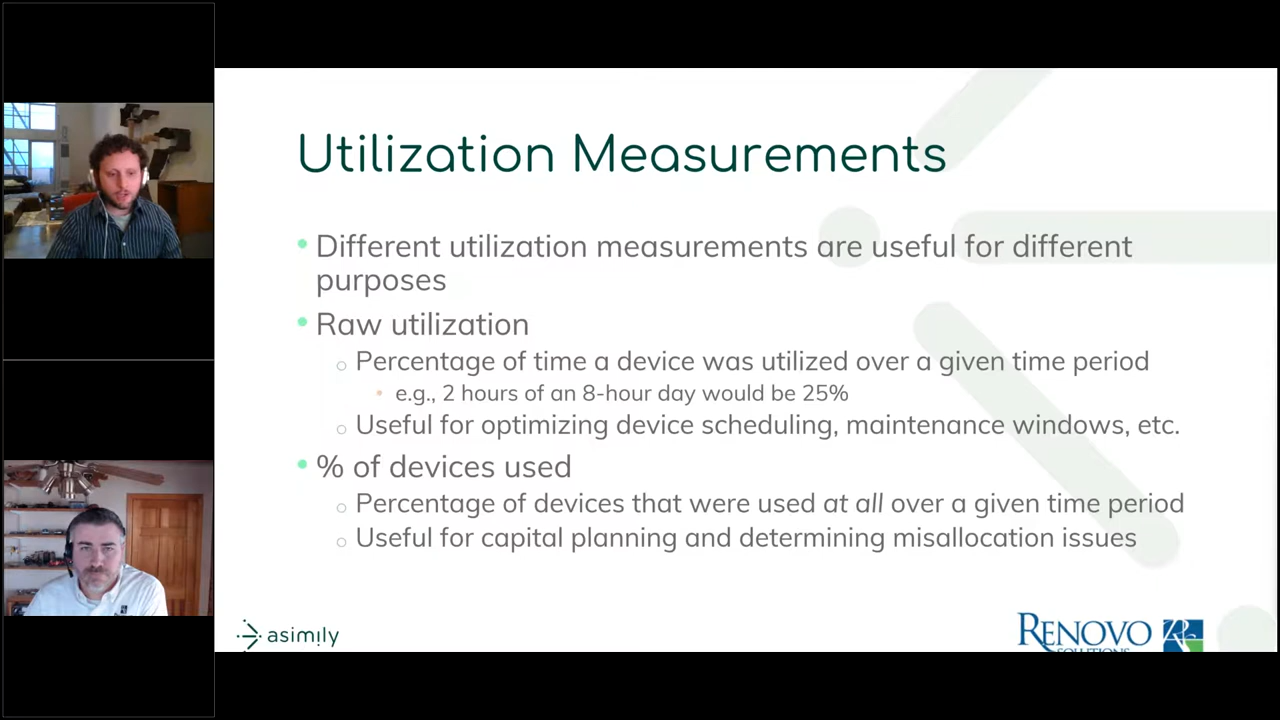 Utilization Measurements
• Different utilization measurements are useful for different
purposes
• Raw utilization
○ Percentage of time a device was utilized over a given time period
• e.g., 2 hours of an 8-hour day would be 25%
○ Useful for optimizing device scheduling, maintenance windows, etc.
• % of devices used
○ Percentage of devices that were used at all over a given time period
○ Useful for capital planning and determining misallocation issues
asimily
RENOVO
SOLUTIONS